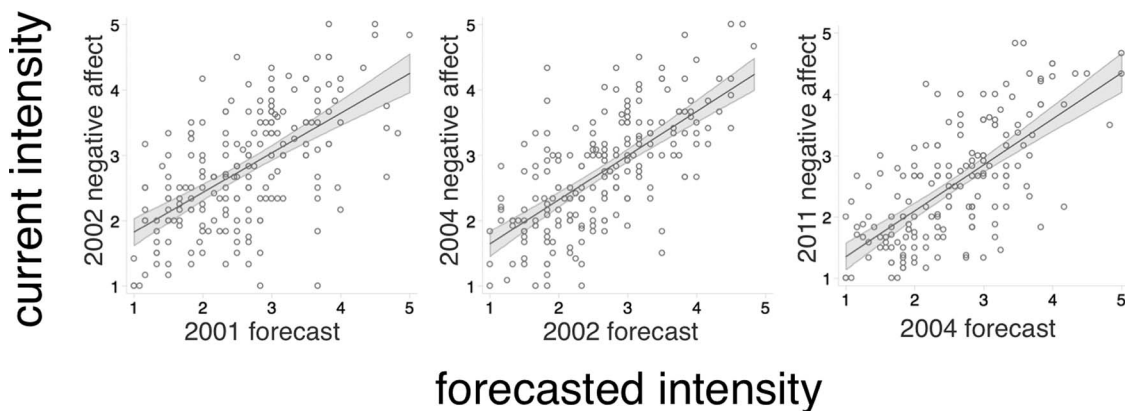 current intensity
2002 negative affect
5
4
3
2
1
1 2 3 4 5
2001 forecast
2004 negative affect
5
4
3
2
1
1 2 3 4 5
2002 forecast
2011 negative affect
5
4
3
2
1
1 2 3 4 5
2004 forecast
forecasted intensity